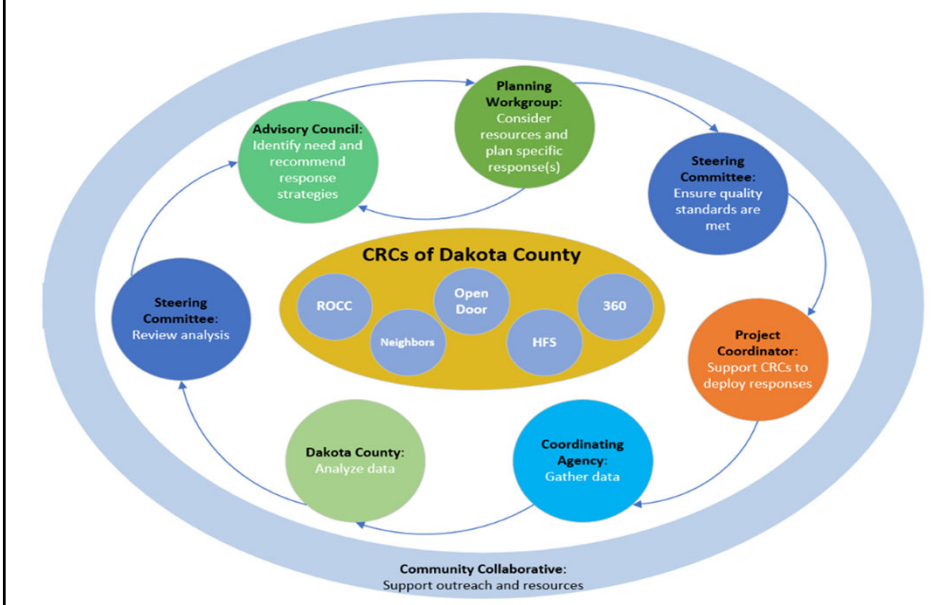 Planning
Workgroup:
Consider
resources and
plan specific
response(s)
Advisory Council:
Identify need and
recommend
response
strategies
Steering
Committee:
Ensure quality
standards are
met
CRCs of Dakota County
ROCC
Open
Door
360
Neighbors
HFS
Steering
Committee:
Review analysis
Project
Coordinator:
Support CRCs to
deploy responses
Dakota County:
Analyze data
Coordinating
Agency:
Gather data
Community Collaborative:
Support outreach and resources